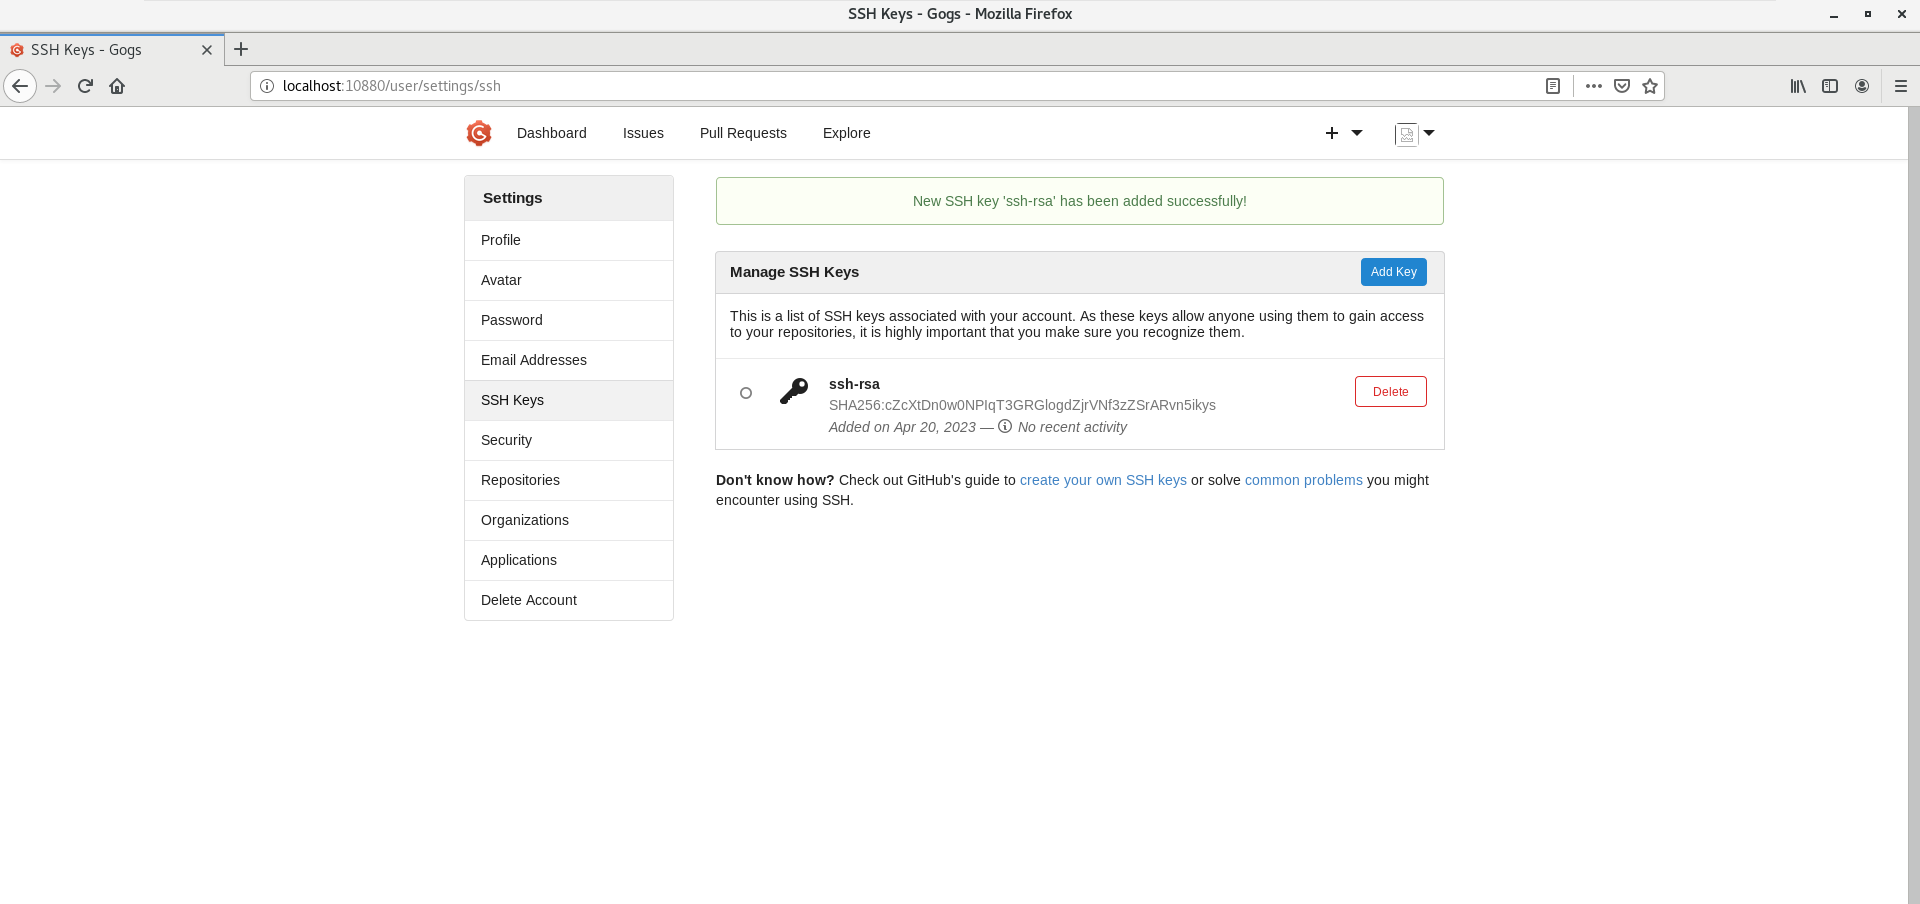 SSH Keys - Gogs - Mozilla Firefox
SSH Keys - Gogs
localhost:10880/user/settings/ssh
Dashboard Issues Pull Requests Explore
Settings
Profile
Avatar
Password
Email Addresses
SSH Keys
Security
Repositories
Organizations
Applications
Delete Account
New SSH key 'ssh-rsa' has been added successfully!
Manage SSH Keys Add Key
This is a list of SSH keys associated with your account. As these keys allow anyone using them to gain access
to your repositories, it is highly important that you make sure you recognize them.
ssh-rsa Delete
SHA256:cZcXtDn0w0NPIqT3GRGlogdZjrVNf3zZSrARvn5ikys
Added on Apr 20, 2023 — No recent activity
Don't know how? Check out GitHub's guide to create your own SSH keys or solve common problems you might
encounter using SSH.